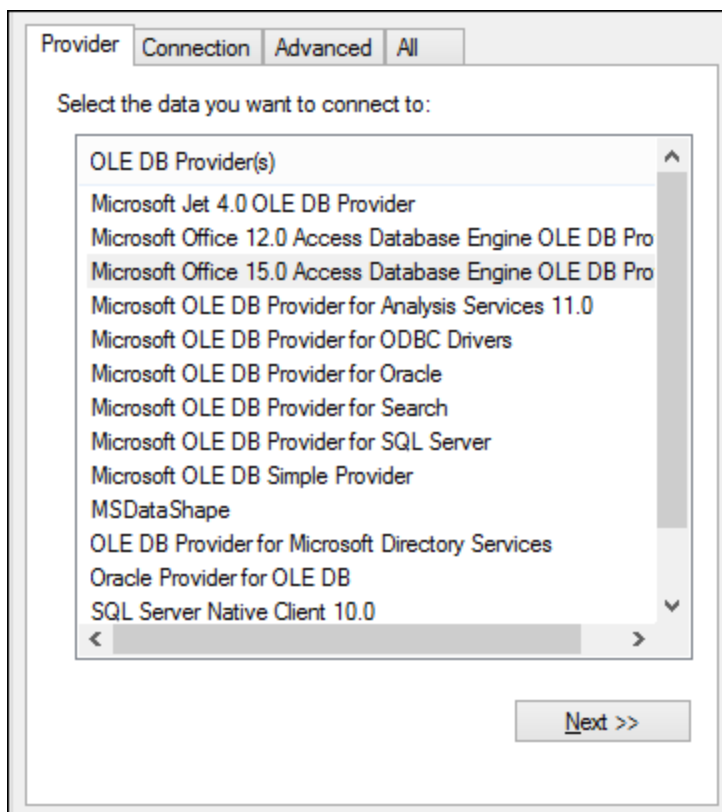 Provider Connection Advanced All
Select the data you want to connect to:
OLE DB Provider(s)
Microsoft Jet 4.0 OLE DB Provider
Microsoft Office 12.0 Access Database Engine OLE DB Pro
Microsoft Office 15.0 Access Database Engine OLE DB Pro
Microsoft OLE DB Provider for Analysis Services 11.0
Microsoft OLE DB Provider for ODBC Drivers
Microsoft OLE DB Provider for Oracle
Microsoft OLE DB Provider for Search
Microsoft OLE DB Provider for SQL Server
Microsoft OLE DB Simple Provider
MSDataShape
OLE DB Provider for Microsoft Directory Services
Oracle Provider for OLE DB
SQL Server Native Client 10.0
Next >>